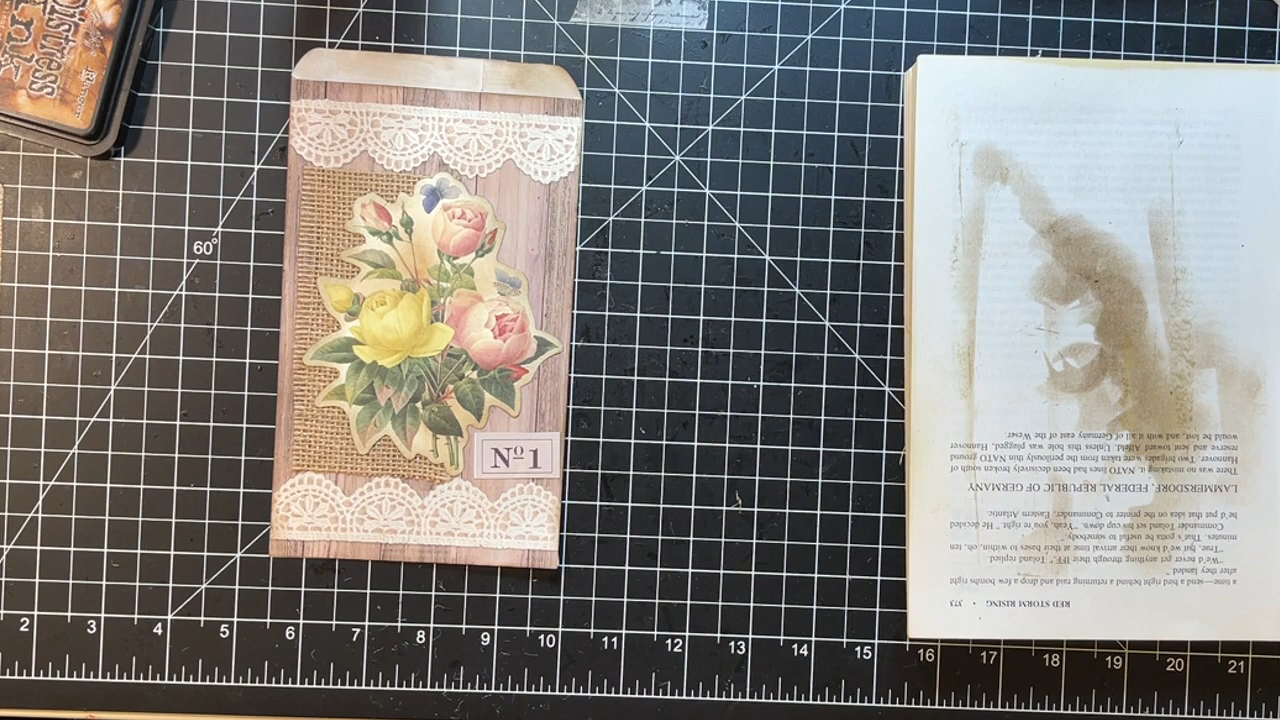 Distress
Ink
60°
Nº 1
RED STORM RISING • 373
a time—send a bird right behind a returning raid and drop a few bombs right
after they landed."
"We'd never get anything through their IFF," Toland replied.
"True, but we'd know their arrival time at their bases to within, oh, ten
minutes. That's gotta be useful to somebody."
Commander Toland set his cup down. "Yeah, you're right." He decided
he'd put that idea on the printer to Commander, Eastern Atlantic.
LAMMERSDORF, FEDERAL REPUBLIC OF GERMANY
There was no mistaking it. NATO lines had been decisively broken south of
Hannover. Two brigades were taken from the perilously thin NATO ground
reserve and sent toward Alfeld. Unless this hole was plugged, Hannover
would be lost, and with it all of Germany east of the Weser.
2 3 4 5 6 7 8 9 10 11 12 13 14 15 16 17 18 19 20 21